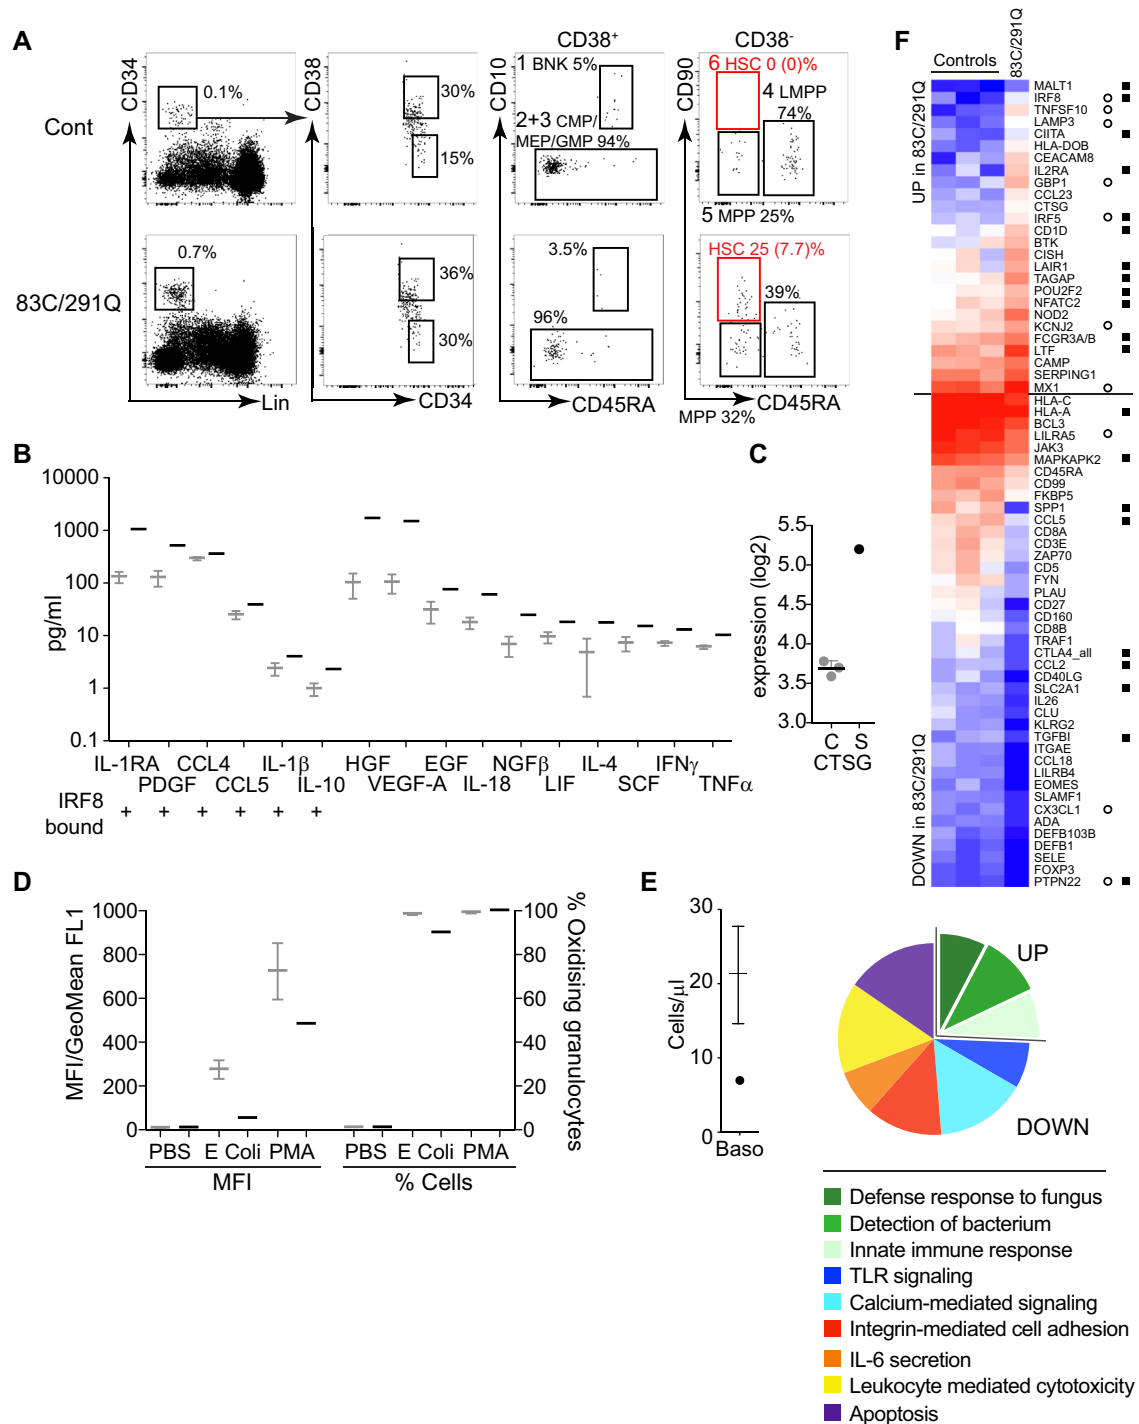 A
CD38+
CD38-
CD34
CD38
CD10
CD90
Cont
0.1%
30%
15%
1 BNK 5%
2+3 CMP/
MEP/GMP 94%
6 HSC 0 (0)%
4 LMPP
74%
5 MPP 25%
83C/291Q
0.7%
36%
30%
3.5%
96%
HSC 25 (7.7)%
39%
MPP 32%
Lin
CD34
CD45RA
CD45RA
B
pg/ml
10000
1000
100
10
1
0.1
IL-1RA
PDGF
CCL4
CCL5
IL-1β
IL-10
HGF
VEGF-A
EGF
IL-18
NGFβ
LIF
IL-4
SCF
IFNγ
TNFα
IRF8
bound
+ + + + + +
C
expression (log2)
5.5
5.0
4.5
4.0
3.5
3.0
C S
CTSG
D
MFI/GeoMean FL1
1000
800
600
400
200
0
% Oxidising granulocytes
100
80
60
40
20
0
PBS E Coli PMA
MFI
PBS E Coli PMA
% Cells
E
Cells/µl
30
20
10
0
Baso
F
Controls
83C/291Q
UP in 83C/291Q
DOWN in 83C/291Q
MALT1
IRF8
TNFSF10
LAMP3
CIITA
HLA-DOB
CEACAM8
IL2RA
GBP1
CCL23
CTSG
IRF5
CD1D
BTK
CISH
LAIR1
TAGAP
POU2F2
NFATC2
NOD2
KCNJ2
FCGR3A/B
LTF
CAMP
SERPING1
MX1
HLA-C
HLA-A
BCL3
LILRA5
JAK3
MAPKAPK2
CD45RA
CD99
FKBP5
SPP1
CCL5
CD8A
CD3E
ZAP70
CD5
FYN
PLAU
CD27
CD160
CD8B
TRAF1
CTLA4_all
CCL2
CD40LG
SLC2A1
IL26
CLU
KLRG2
TGFBI
ITGAE
CCL18
LILRB4
EOMES
SLAMF1
CX3CL1
ADA
DEFB103B
DEFB1
SELE
FOXP3
PTPN22
UP
DOWN
Defense response to fungus
Detection of bacterium
Innate immune response
TLR signaling
Calcium-mediated signaling
Integrin-mediated cell adhesion
IL-6 secretion
Leukocyte mediated cytotoxicity
Apoptosis